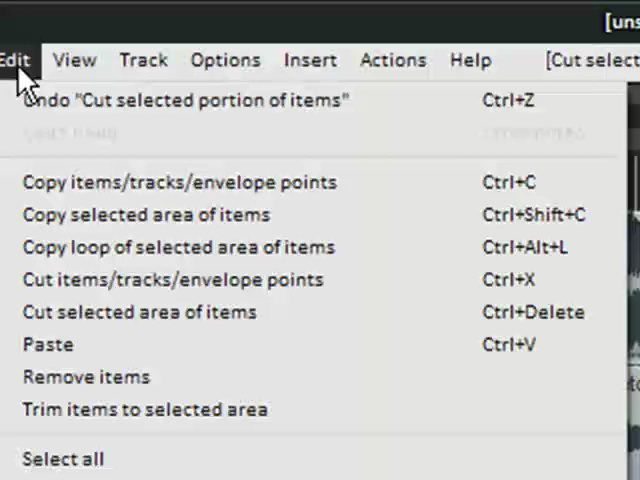 [uns
Edit View Track Options Insert Actions Help [Cut select
Undo "Cut selected portion of items" Ctrl+Z
Copy items/tracks/envelope points Ctrl+C
Copy selected area of items Ctrl+Shift+C
Copy loop of selected area of items Ctrl+Alt+L
Cut items/tracks/envelope points Ctrl+X
Cut selected area of items Ctrl+Delete
Paste Ctrl+V
Remove items
Trim items to selected area
Select all